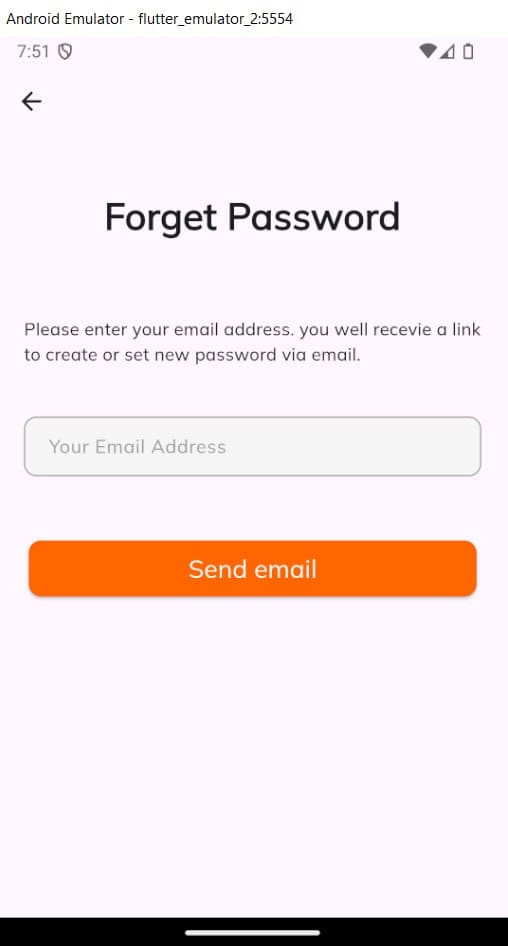 Android Emulator - flutter_emulator_2:5554
7:51
Forget Password
Please enter your email address. you well recevie a link
to create or set new password via email.
Your Email Address
Send email